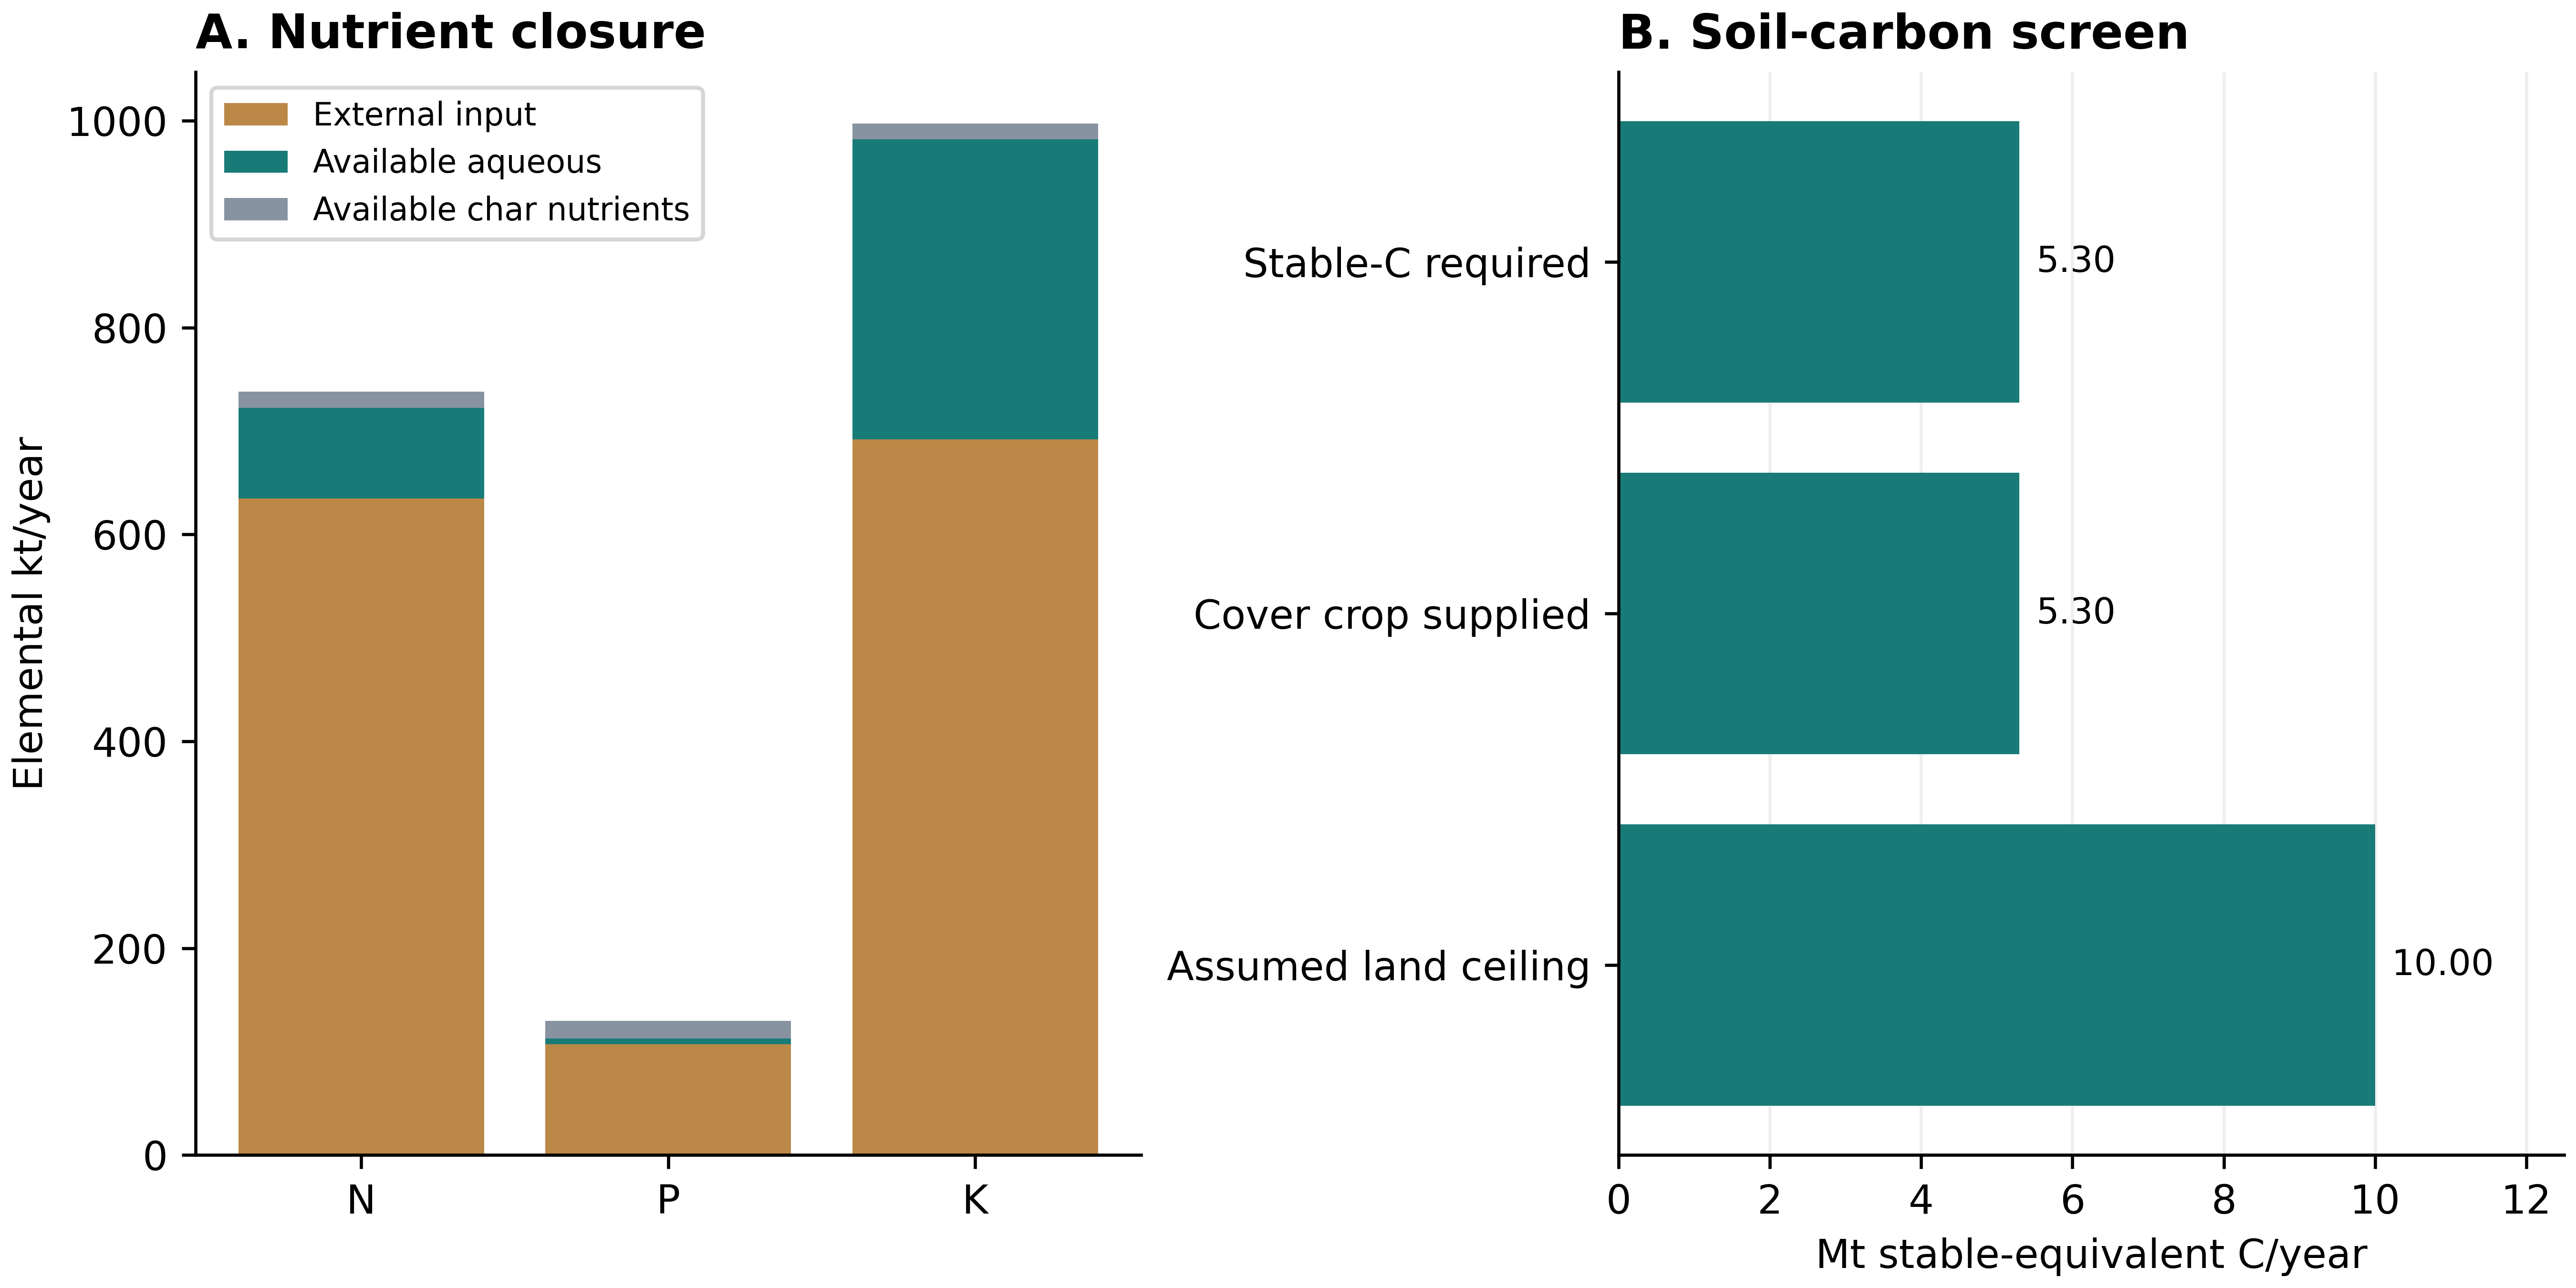 A. Nutrient closure
External input
Available aqueous
Available char nutrients
Elemental kt/year
1000
800
600
400
200
0
N P K
B. Soil-carbon screen
Stable-C required
5.30
Cover crop supplied
5.30
Assumed land ceiling
10.00
0 2 4 6 8 10 12
Mt stable-equivalent C/year